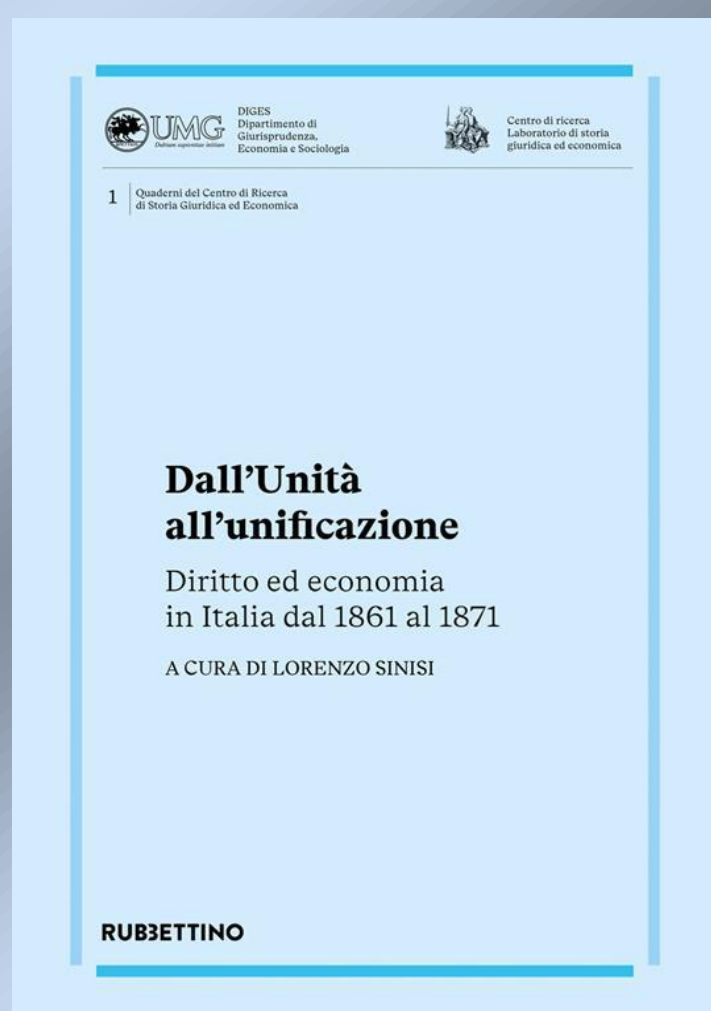 UMG
Dubium sapientiae initium
DIGES
Dipartimento di
Giurisprudenza,
Economia e Sociologia
Centro di ricerca
Laboratorio di storia
giuridica ed economica
1
Quaderni del Centro di Ricerca
di Storia Giuridica ed Economica
Dall’Unità
all’unificazione
Diritto ed economia
in Italia dal 1861 al 1871
A CURA DI LORENZO SINISI
RUBBETTINO